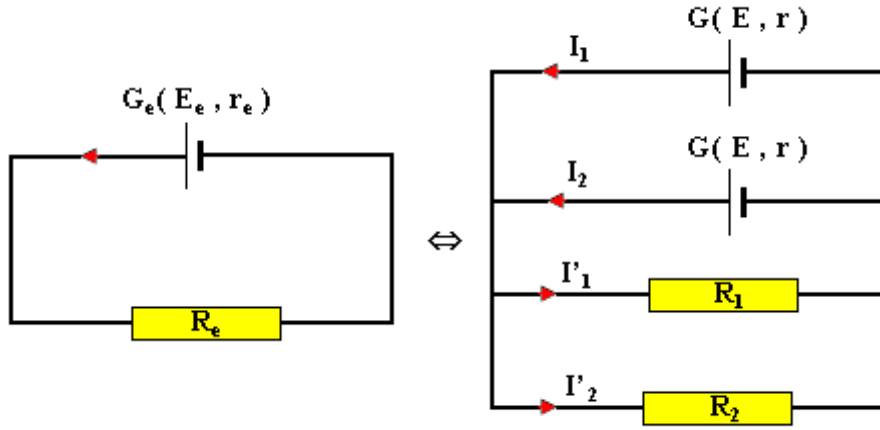 Gₑ( Eₑ , rₑ )
Rₑ
⇔
G( E , r )
I₁
G( E , r )
I₂
I'₁
R₁
I'₂
R₂